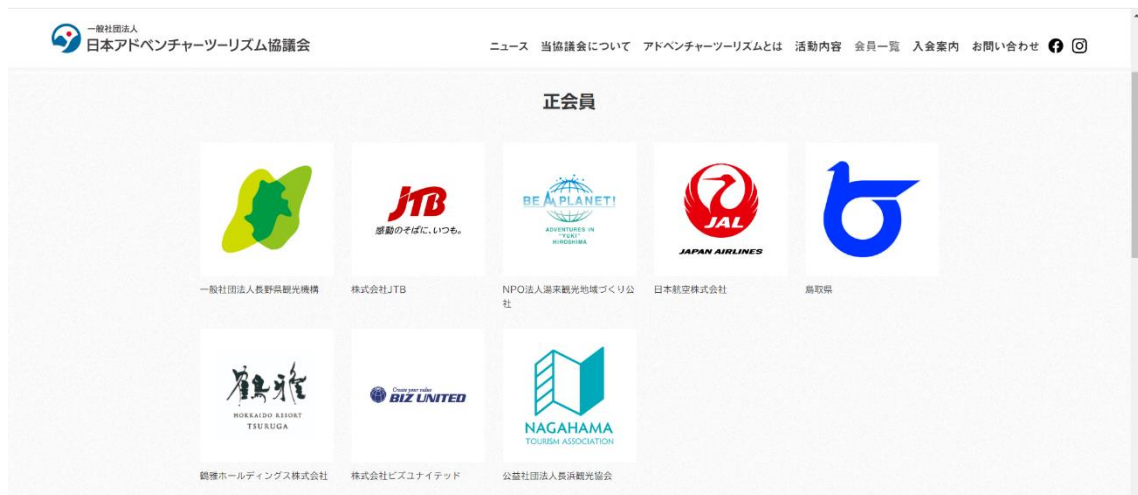 一般社団法人
日本アドベンチャーツーリズム協議会
ニュース 当協議会について アドベンチャーツーリズムとは 活動内容 会員一覧 入会案内 お問い合わせ
正会員
JTB
感動のそばに、いつも。
BE A PLANET!
ADVENTURES IN
"YUKI"
HIROSHIMA
JAL
JAPAN AIRLINES
一般社団法人長野県観光機構
株式会社JTB
NPO法人湯来観光地域づくり公
社
日本航空株式会社
鳥取県
鶴雅
HOKKAIDO RESORT
TSURUGA
Create your value
BIZ UNITED
NAGAHAMA
TOURISM ASSOCIATION
鶴雅ホールディングス株式会社
株式会社ビズユナイテッド
公益社団法人長浜観光協会